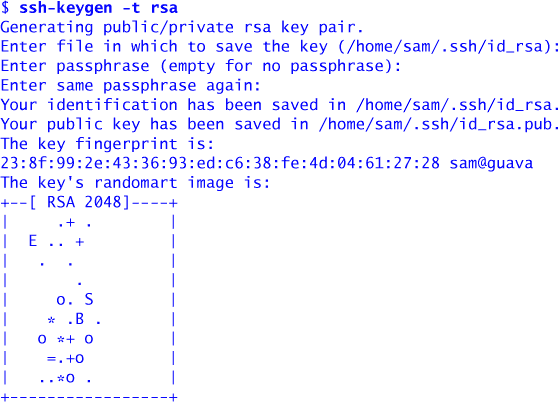 $ ssh-keygen -t rsa
Generating public/private rsa key pair.
Enter file in which to save the key (/home/sam/.ssh/id_rsa):
Enter passphrase (empty for no passphrase):
Enter same passphrase again:
Your identification has been saved in /home/sam/.ssh/id_rsa.
Your public key has been saved in /home/sam/.ssh/id_rsa.pub.
The key fingerprint is:
23:8f:99:2e:43:36:93:ed:c6:38:fe:4d:04:61:27:28 sam@guava
The key's randomart image is:
+--[ RSA 2048]----+
|     .+ .        |
|  E .. +         |
|   .  .          |
|       .         |
|     o. S        |
|    * .B .       |
|   o *+ o        |
|    =.+o         |
|   ..*o .        |
+-----------------+